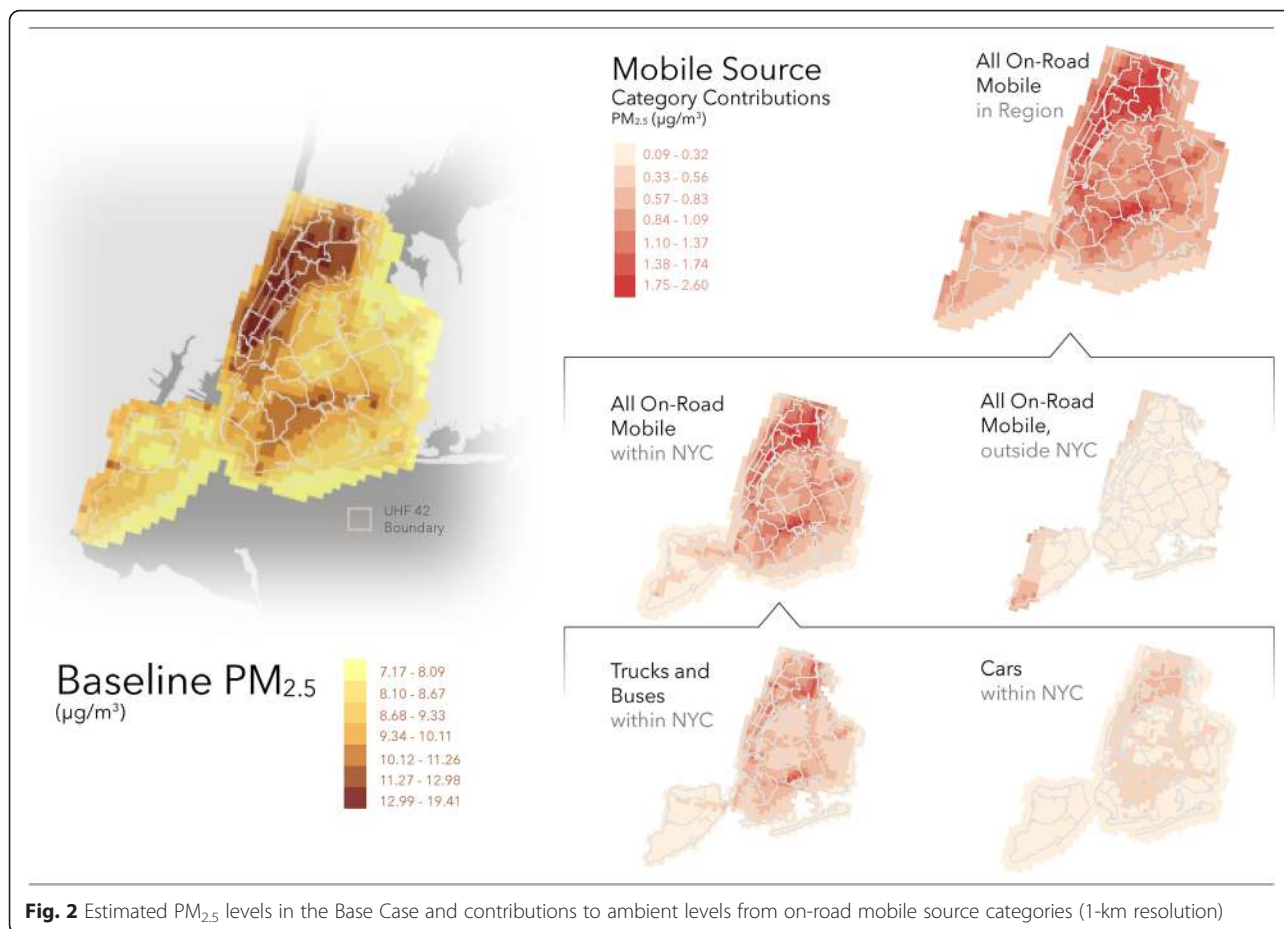 Mobile Source
Category Contributions
PM2.5 (µg/m³)
0.09 - 0.32
0.33 - 0.56
0.57 - 0.83
0.84 - 1.09
1.10 - 1.37
1.38 - 1.74
1.75 - 2.60
All On-Road
Mobile
in Region
UHF 42
Boundary
All On-Road
Mobile
within NYC
All On-Road
Mobile,
outside NYC
Baseline PM2.5
(µg/m³)
7.17 - 8.09
8.10 - 8.67
8.68 - 9.33
9.34 - 10.11
10.12 - 11.26
11.27 - 12.98
12.99 - 19.41
Trucks and
Buses
within NYC
Cars
within NYC
Fig. 2 Estimated PM2.5 levels in the Base Case and contributions to ambient levels from on-road mobile source categories (1-km resolution)